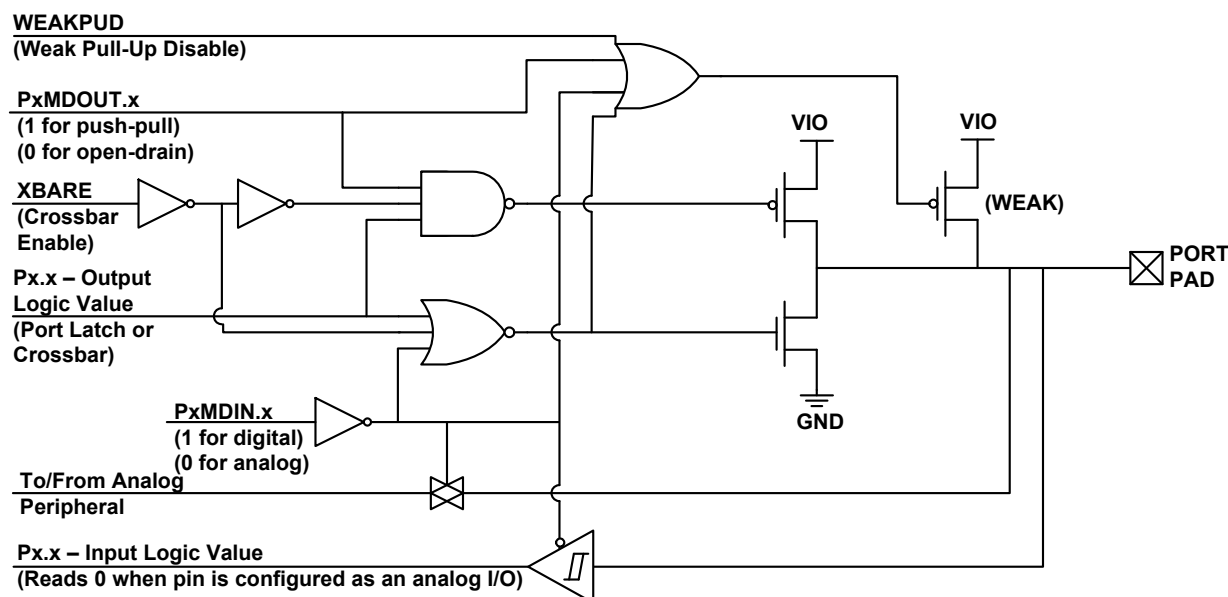 WEAKPUD
(Weak Pull-Up Disable)
PxMDOUT.x
(1 for push-pull)
(0 for open-drain)
XBARE
(Crossbar
Enable)
Px.x – Output
Logic Value
(Port Latch or
Crossbar)
PxMDIN.x
(1 for digital)
(0 for analog)
To/From Analog
Peripheral
Px.x – Input Logic Value
(Reads 0 when pin is configured as an analog I/O)
VIO
VIO
(WEAK)
GND
PORT
PAD